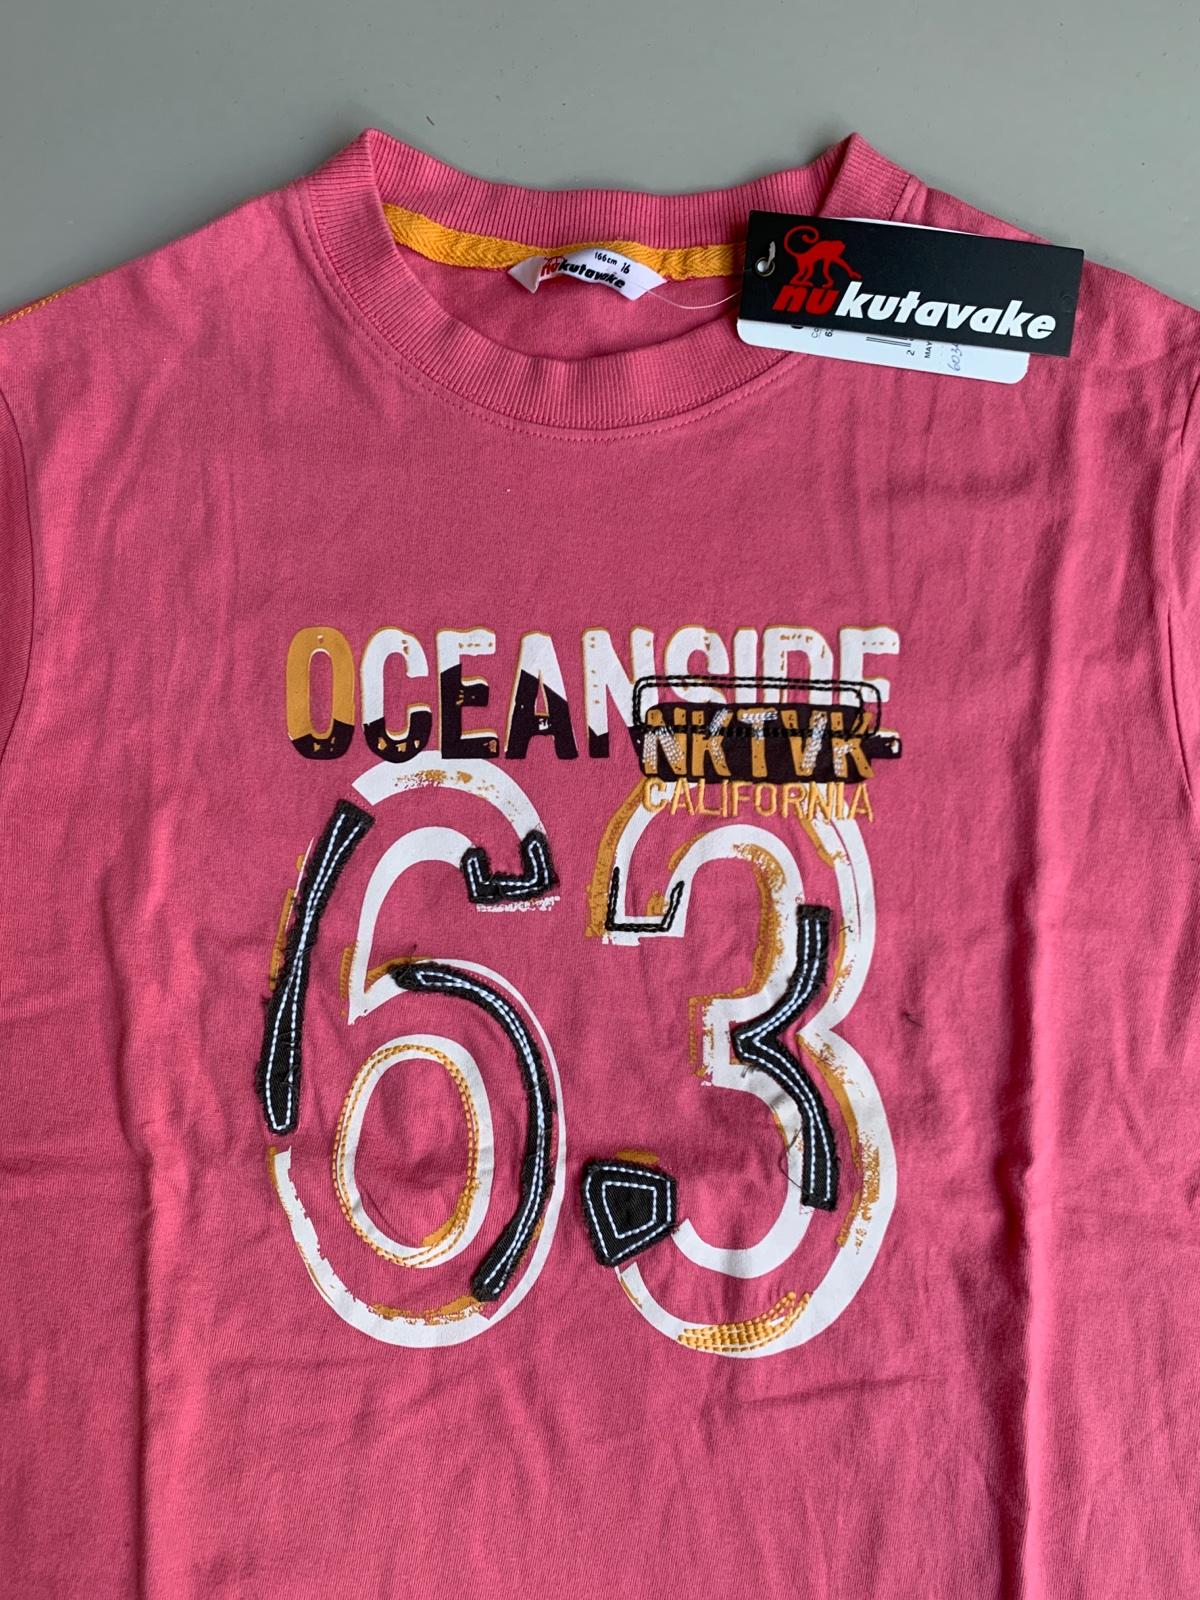 166cm 16
nukutavake
nukutavake
OCEANSIDE
NKTVK
CALIFORNIA
63